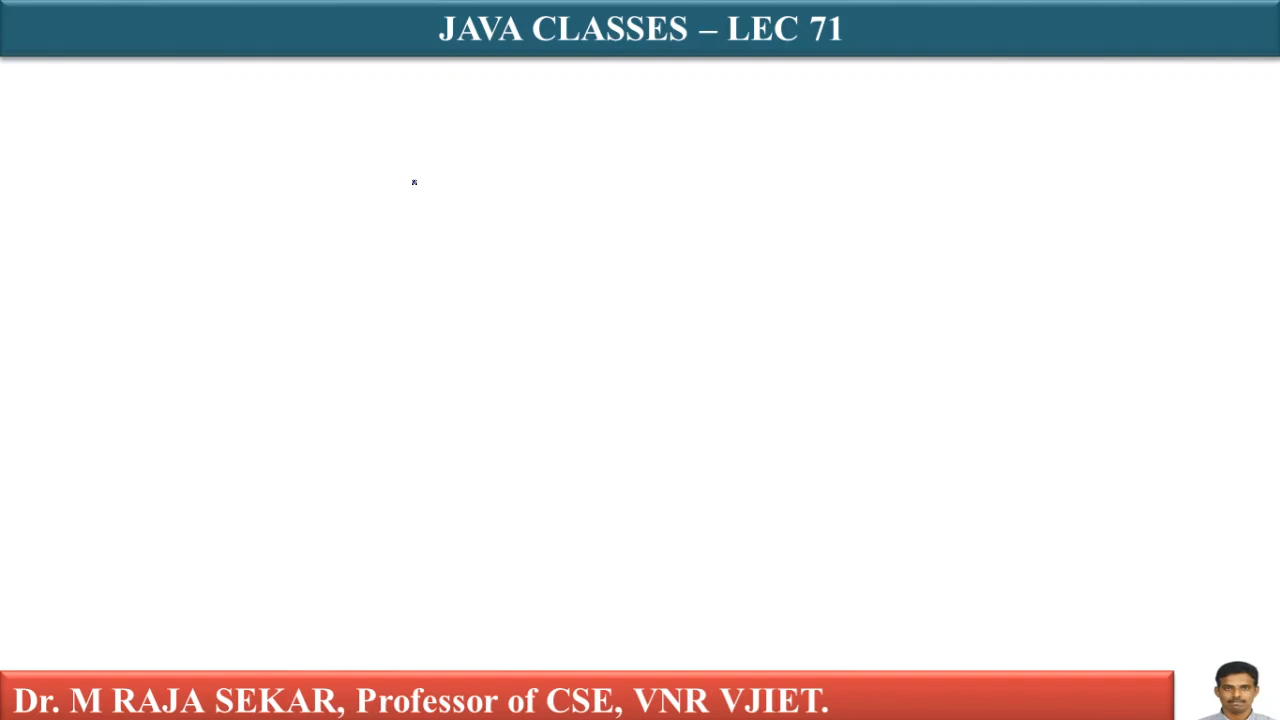 JAVA CLASSES – LEC 71
Dr. M RAJA SEKAR, Professor of CSE, VNR VJIET.